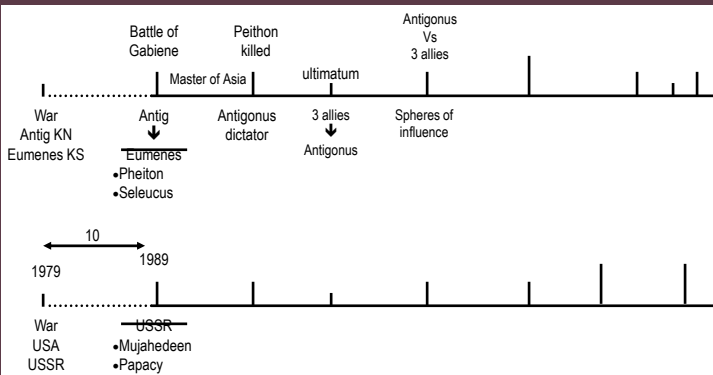 Battle of
Gabiene
Peithon
killed
Master of Asia
ultimatum
Antigonus
Vs
3 allies
War
Antig KN
Eumenes KS
Antig
Eumenes
•Pheiton
•Seleucus
Antigonus
dictator
3 allies
Antigonus
Spheres of
influence
10
1979
1989
War
USA
USSR
USSR
•Mujahedeen
•Papacy